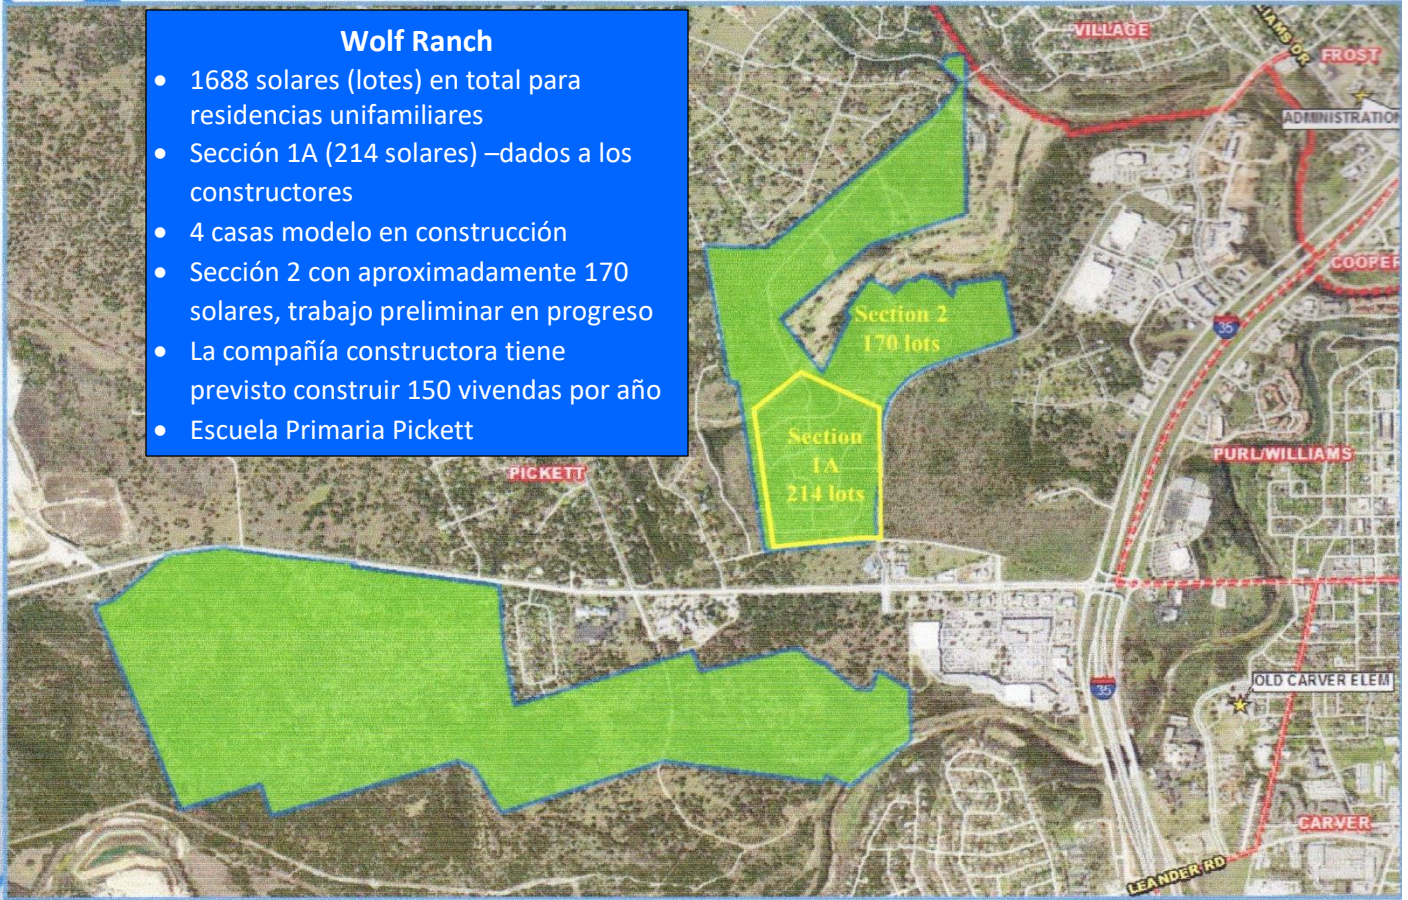 Wolf Ranch
• 1688 solares (lotes) en total para
residencias unifamiliares
• Sección 1A (214 solares) –dados a los
constructores
• 4 casas modelo en construcción
• Sección 2 con aproximadamente 170
solares, trabajo preliminar en progreso
• La compañía constructora tiene
previsto construir 150 vivendas por año
• Escuela Primaria Pickett
VILLAGE
FROST
ADMINISTRATION
COOPER
35
Section 2
170 lots
Section
1A
214 lots
PICKETT
PURL/WILLIAMS
35
OLD CARVER ELEM
CARVER
LEANDER RD